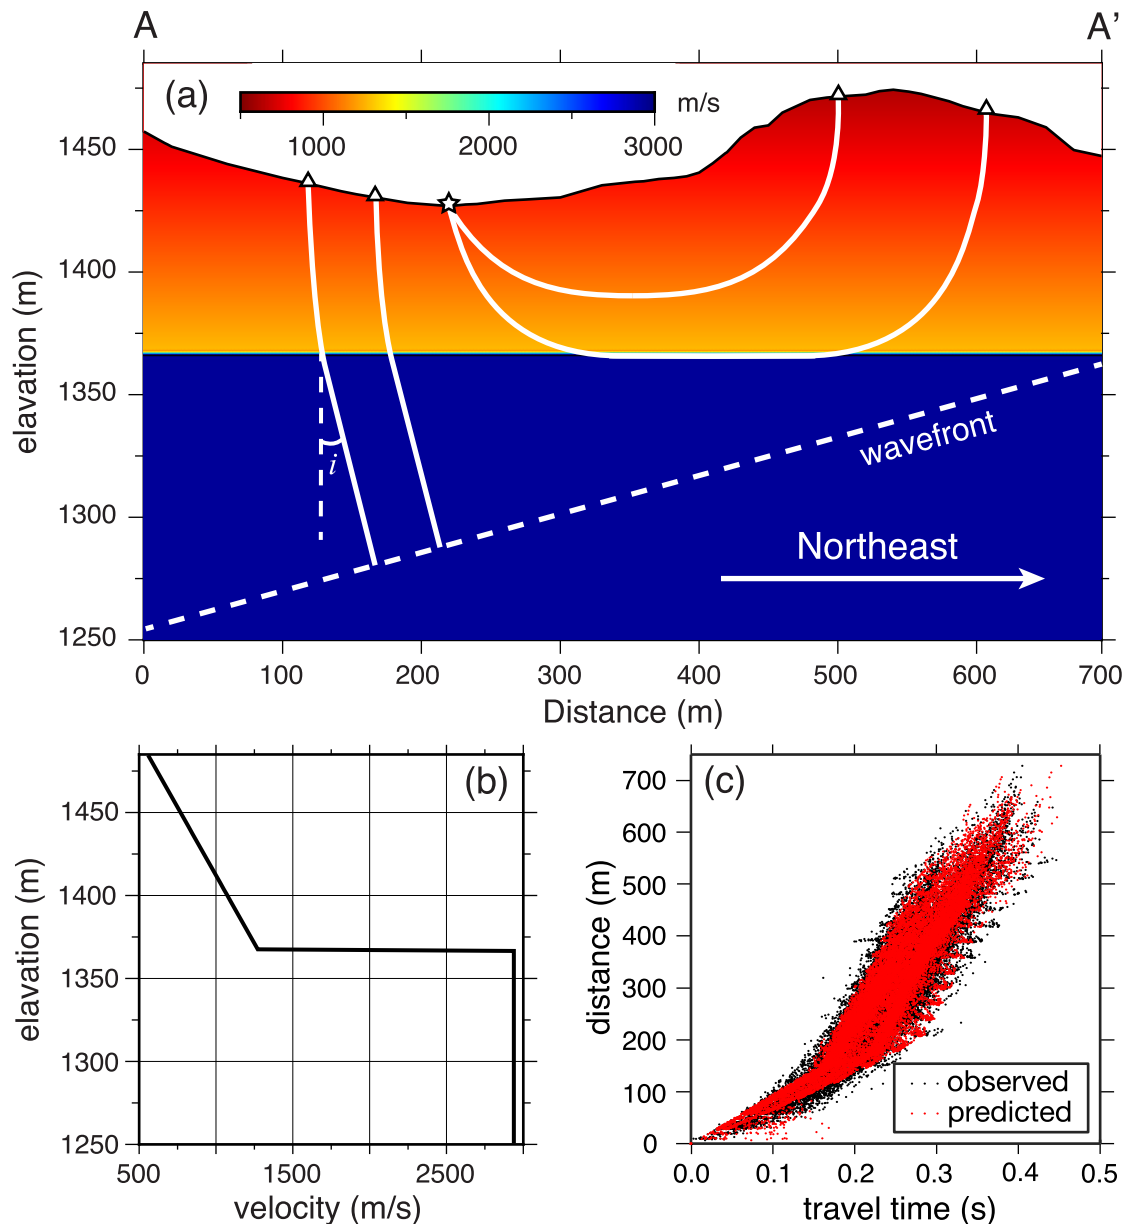 A A'
(a) m/s
1000 2000 3000
1450
1400
1350
1300
1250
elavation (m)
i
wavefront
Northeast
0 100 200 300 400 500 600 700
Distance (m)
(b)
1450
1400
1350
1300
1250
elavation (m)
500 1500 2500
velocity (m/s)
(c)
700
600
500
400
300
200
100
0
distance (m)
observed
predicted
0.0 0.1 0.2 0.3 0.4 0.5
travel time (s)